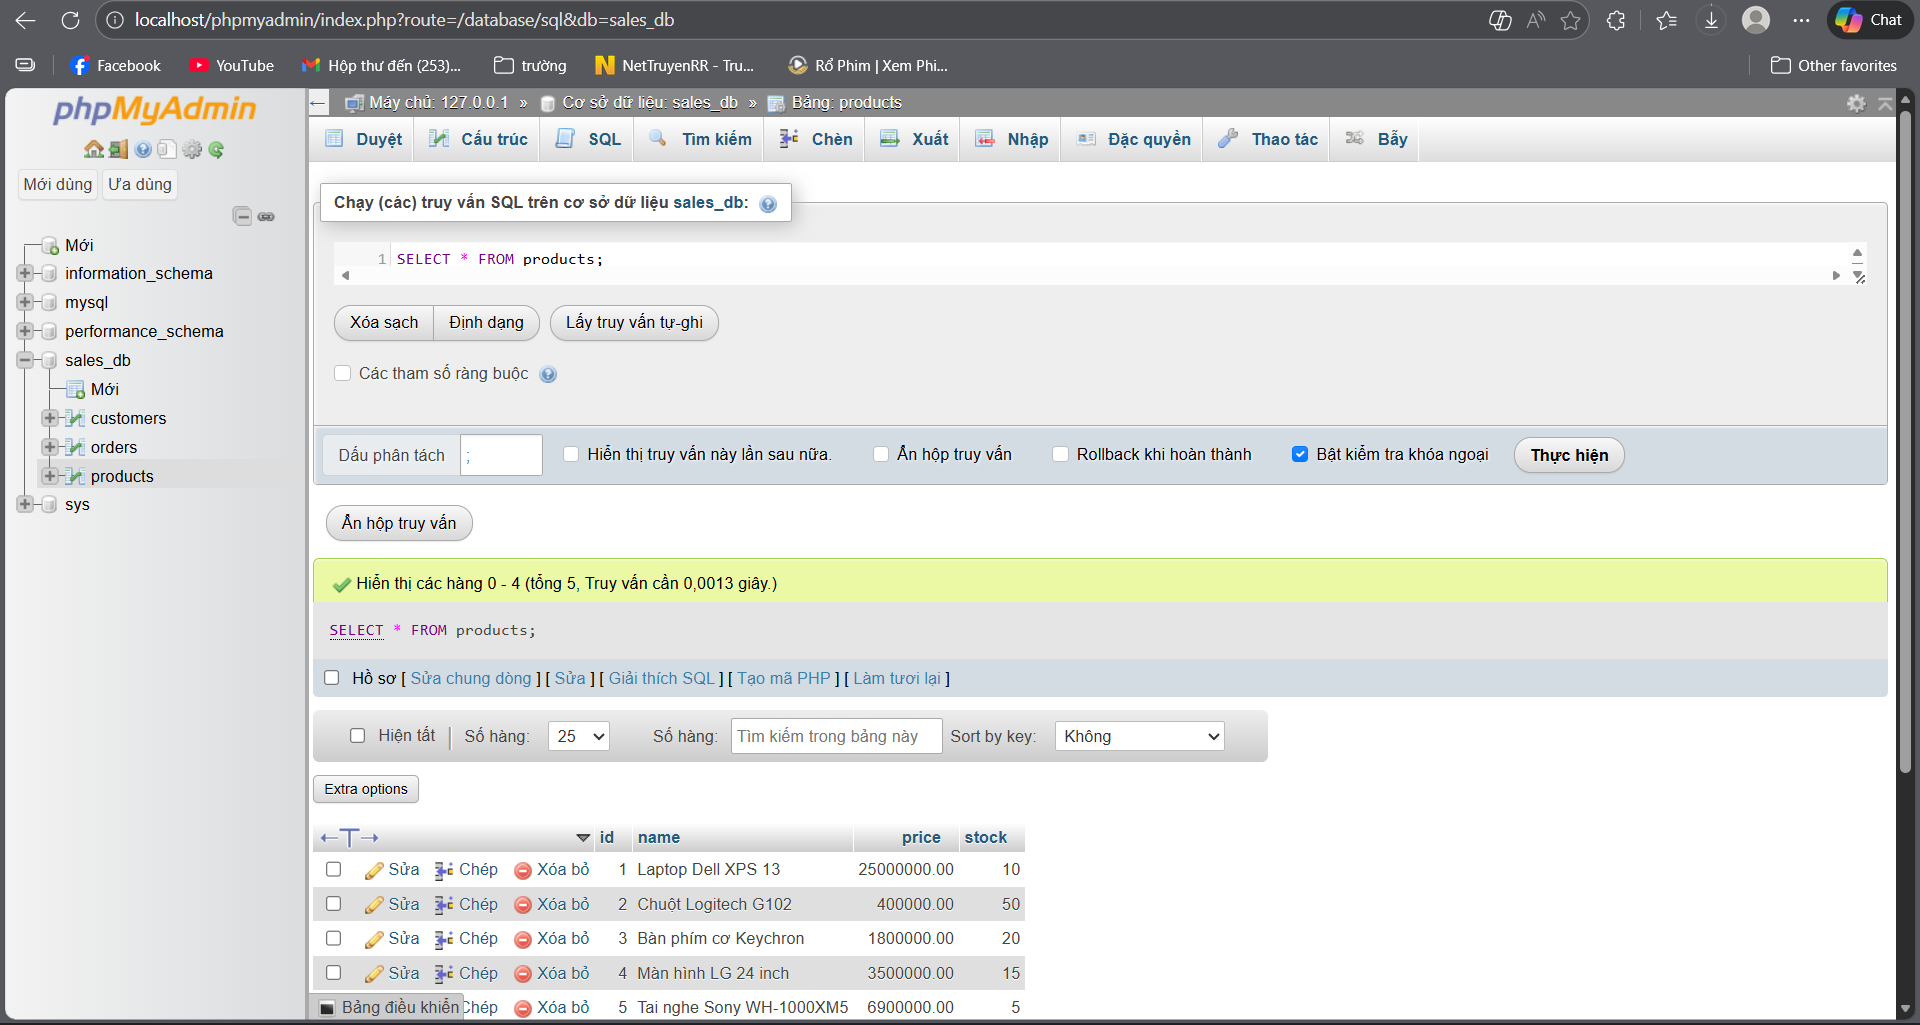 localhost/phpmyadmin/index.php?route=/database/sql&db=sales_db
Chat
Facebook
YouTube
Hộp thư đến (253)...
trường
NetTruyenRR - Tru...
Rổ Phim | Xem Phi...
Other favorites
phpMyAdmin
Mới dùng
Ưa dùng
Mới
information_schema
mysql
performance_schema
sales_db
Mới
customers
orders
products
sys
Máy chủ: 127.0.0.1 » Cơ sở dữ liệu: sales_db » Bảng: products
Duyệt
Cấu trúc
SQL
Tìm kiếm
Chèn
Xuất
Nhập
Đặc quyền
Thao tác
Bẫy
Chạy (các) truy vấn SQL trên cơ sở dữ liệu sales_db:
1 SELECT * FROM products;
Xóa sạch
Định dạng
Lấy truy vấn tự-ghi
Các tham số ràng buộc
Dấu phân tách ;
Hiển thị truy vấn này lần sau nữa.
Ẩn hộp truy vấn
Rollback khi hoàn thành
Bật kiểm tra khóa ngoại
Thực hiện
Ẩn hộp truy vấn
Hiển thị các hàng 0 - 4 (tổng 5, Truy vấn cần 0,0013 giây.)
SELECT * FROM products;
Hồ sơ [ Sửa chung dòng ] [ Sửa ] [ Giải thích SQL ] [ Tạo mã PHP ] [ Làm tươi lại ]
Hiện tất | Số hàng: 25 Số hàng: Tìm kiếm trong bảng này Sort by key: Không
Extra options
id name price stock
Sửa Chép Xóa bỏ 1 Laptop Dell XPS 13 25000000.00 10
Sửa Chép Xóa bỏ 2 Chuột Logitech G102 400000.00 50
Sửa Chép Xóa bỏ 3 Bàn phím cơ Keychron 1800000.00 20
Sửa Chép Xóa bỏ 4 Màn hình LG 24 inch 3500000.00 15
Bảng điều khiển Chép Xóa bỏ 5 Tai nghe Sony WH-1000XM5 6900000.00 5